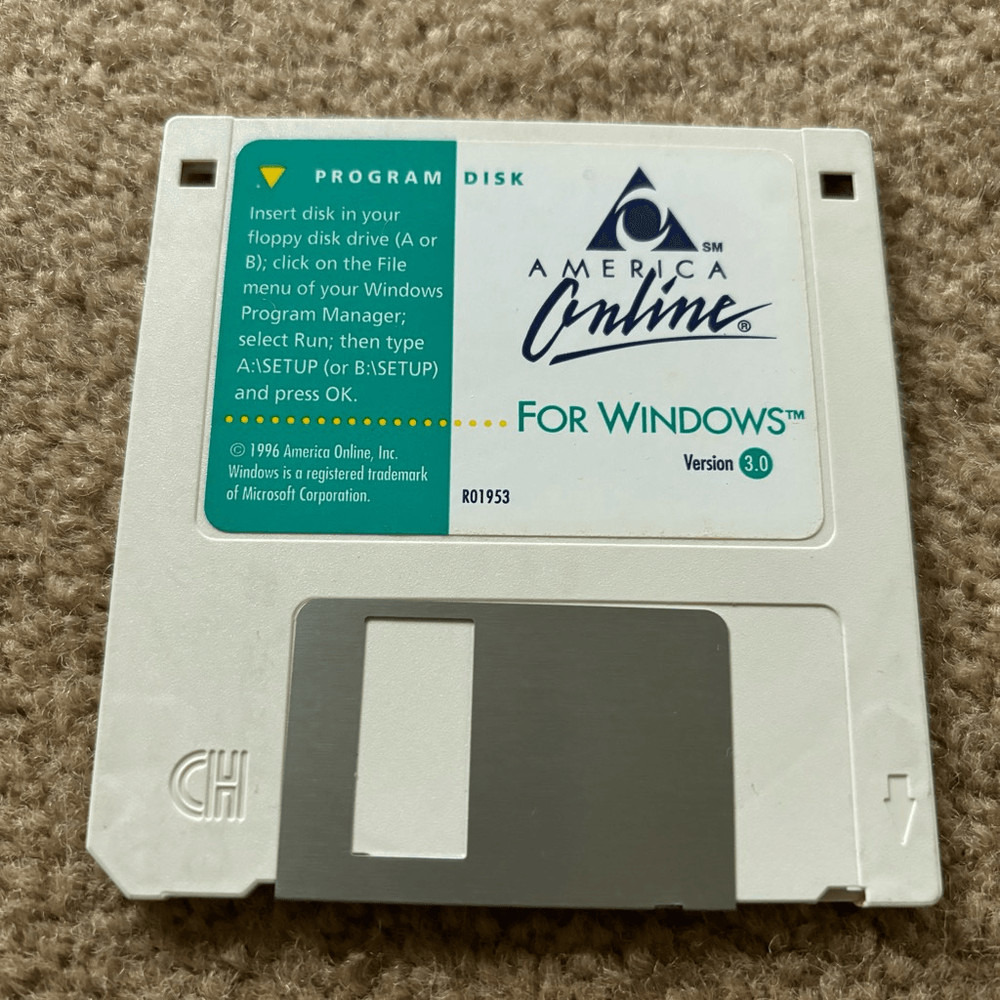 PROGRAM DISK
Insert disk in your
floppy disk drive (A or
B); click on the File
menu of your Windows
Program Manager;
select Run; then type
A:\SETUP (or B:\SETUP)
and press OK.
© 1996 America Online, Inc.
Windows is a registered trademark
of Microsoft Corporation.
SM
AMERICA
Online®
FOR WINDOWS™
Version 3.0
R01953
CH